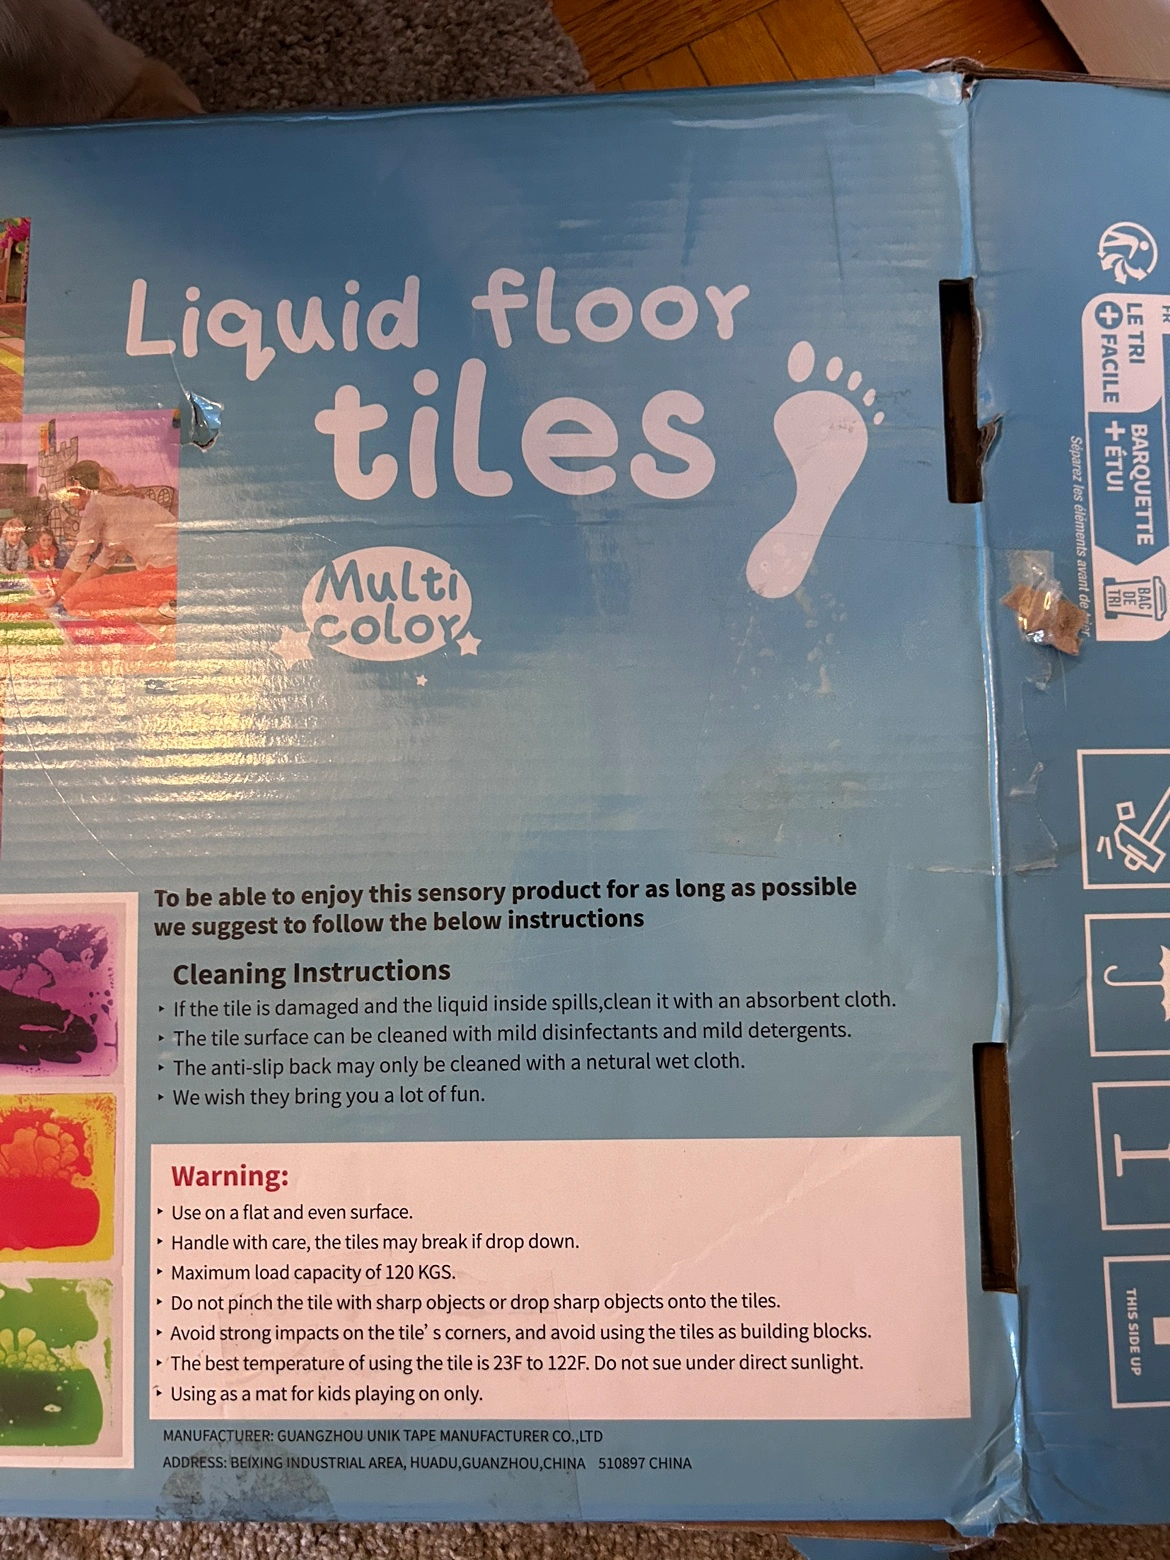 Liquid floor
tiles
Multi
color
To be able to enjoy this sensory product for as long as possible
we suggest to follow the below instructions
Cleaning Instructions
‣ If the tile is damaged and the liquid inside spills,clean it with an absorbent cloth.
‣ The tile surface can be cleaned with mild disinfectants and mild detergents.
‣ The anti-slip back may only be cleaned with a netural wet cloth.
‣ We wish they bring you a lot of fun.
Warning:
‣ Use on a flat and even surface.
‣ Handle with care, the tiles may break if drop down.
‣ Maximum load capacity of 120 KGS.
‣ Do not pinch the tile with sharp objects or drop sharp objects onto the tiles.
‣ Avoid strong impacts on the tile's corners, and avoid using the tiles as building blocks.
‣ The best temperature of using the tile is 23F to 122F. Do not sue under direct sunlight.
‣ Using as a mat for kids playing on only.
MANUFACTURER: GUANGZHOU UNIK TAPE MANUFACTURER CO.,LTD
ADDRESS: BEIXING INDUSTRIAL AREA, HUADU,GUANZHOU,CHINA 510897 CHINA
FR
LE TRI
+ FACILE
BARQUETTE
+ ÉTUI
BAC
DE
TRI
Séparez les éléments avant de
THIS SIDE UP